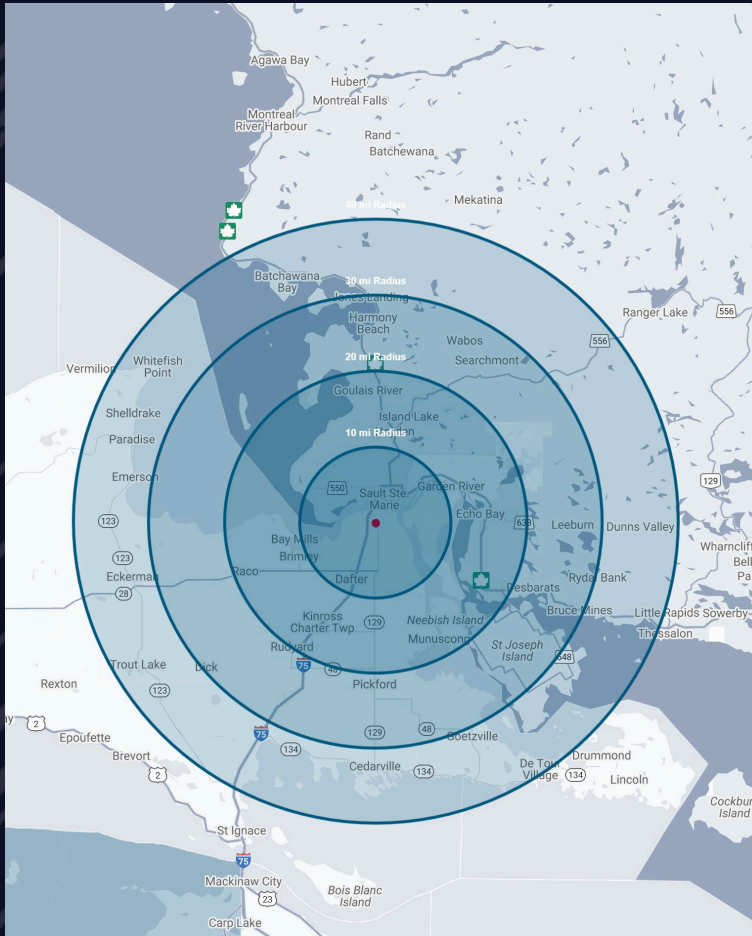 Agawa Bay
Hubert
Montreal Falls
Montreal
River Harbour
Rand
Batchewana
Mekatina
40 mi Radius
Batchawana
Bay
30 mi Radius
Jones Landing
Harmony
Beach
Ranger Lake
556
556
Wabos
Searchmont
20 mi Radius
Whitefish
Point
Vermilion
Goulais River
Shelldrake
Island Lake
10 mi Radius
Paradise
Emerson
550
Garden River
Sault Ste.
Marie
129
Echo Bay
123
638
Leeburn
Dunns Valley
Bay Mills
Brimley
123
Raco
Dafter
Eckerman
28
Desbarats
Rydal Bank
Bruce Mines
Little Rapids
Sowerby
Thessalon
Kinross
Charter Twp
129
Neebish Island
Munuscong
St Joseph
Island
548
Rudyard
75
48
Trout Lake
Dick
Pickford
Rexton
123
2
Epoufette
75
134
129
48
Goetzville
Brevort
2
Cedarville
134
De Tour
Village
134
Drummond
Lincoln
Cockbur
Island
St Ignace
75
Mackinaw City
23
Bois Blanc
Island
Carp Lake